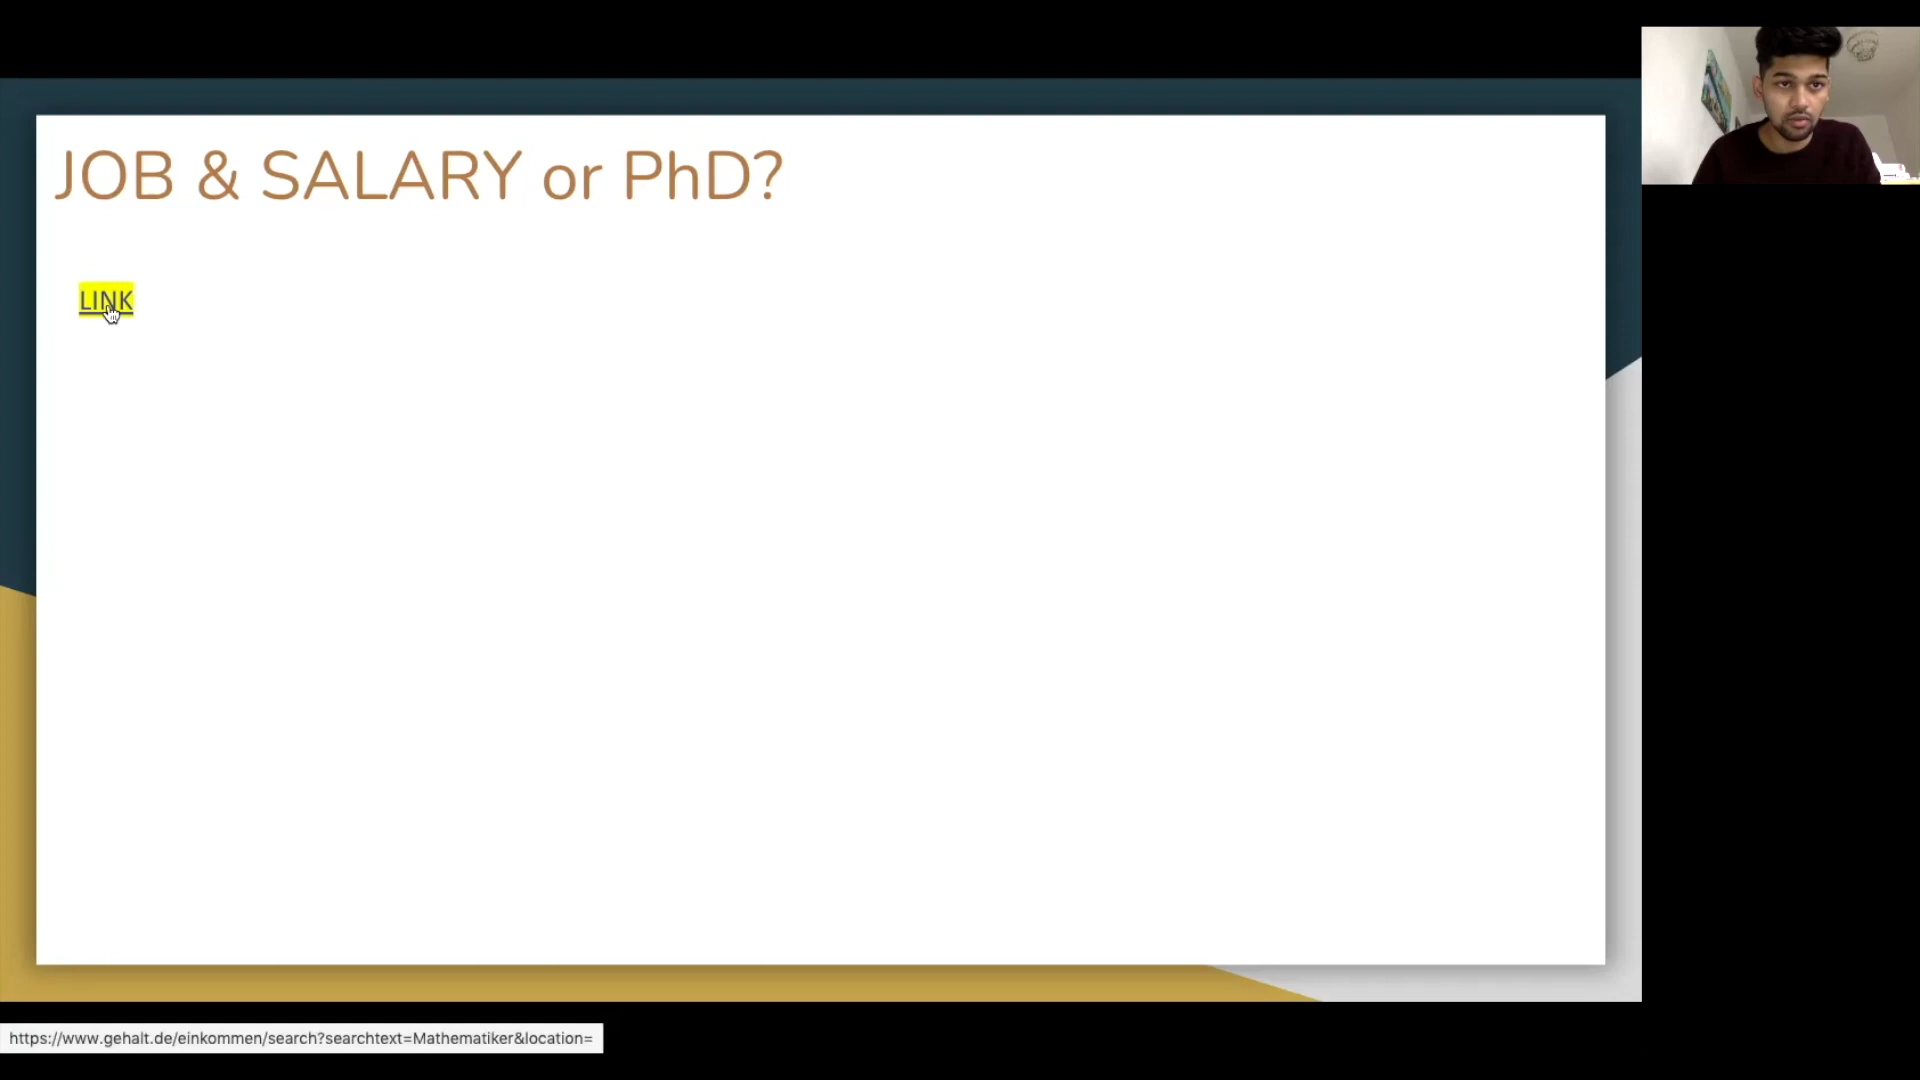 JOB & SALARY or PhD?
LINK
https://www.gehalt.de/einkommen/search?searchtext=Mathematiker&location=